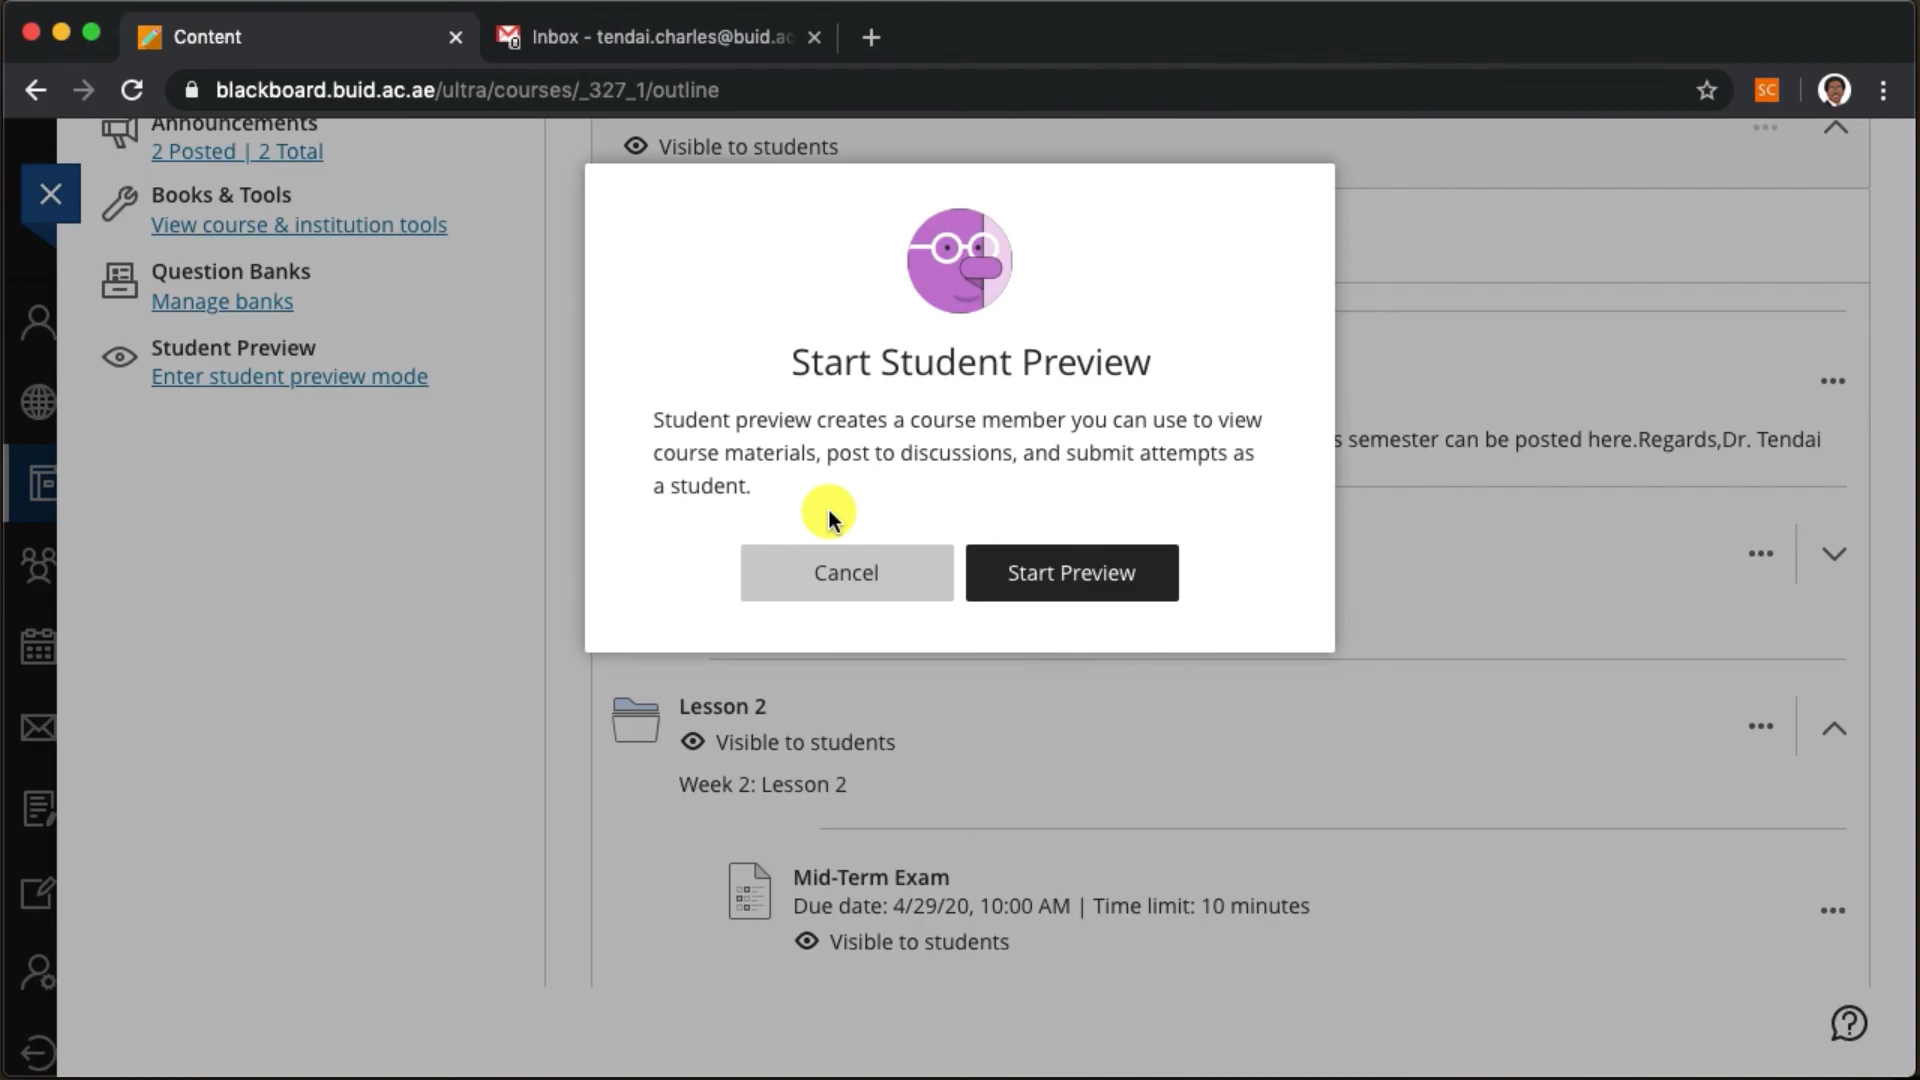 Content
Inbox - tendai.charles@buid.ac
blackboard.buid.ac.ae/ultra/courses/_327_1/outline
SC
Announcements
2 Posted | 2 Total
Books & Tools
View course & institution tools
Question Banks
Manage banks
Student Preview
Enter student preview mode
Visible to students
Start Student Preview
Student preview creates a course member you can use to view
course materials, post to discussions, and submit attempts as
a student.
Cancel
Start Preview
s semester can be posted here.Regards,Dr. Tendai
Lesson 2
Visible to students
Week 2: Lesson 2
Mid-Term Exam
Due date: 4/29/20, 10:00 AM | Time limit: 10 minutes
Visible to students